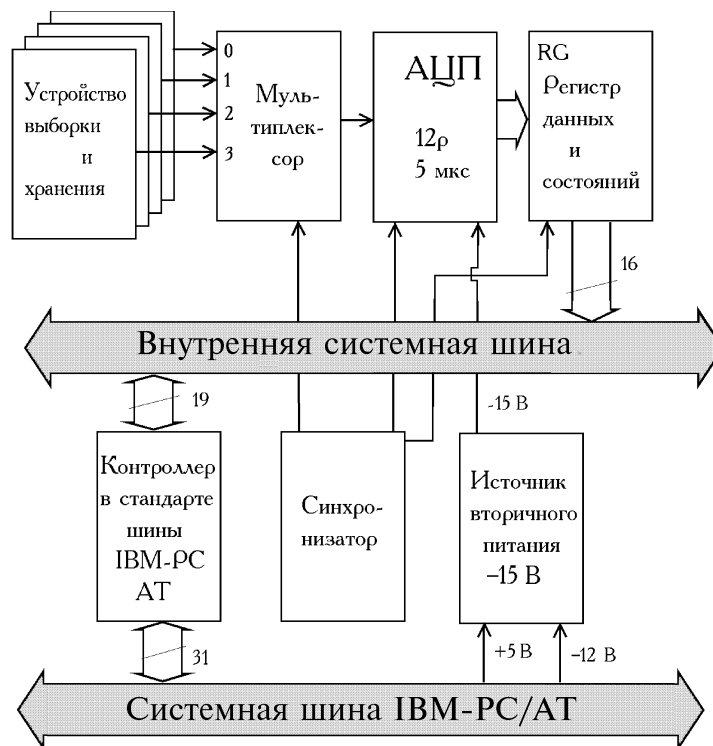 Устройство
выборки
и
хранения
0
1
2
3
Муль-
типлек-
сор
АЦП
12р
5 мкс
RG
Регистр
данных
и
состояний
16
Внутренняя системная шина
19
-15 В
Контроллер
в стандарте
шины
IBM-PC
AT
Синхро-
низатор
Источник
вторичного
питания
–15 В
31
+5 В
–12 В
Системная шина IBM-PC/AT